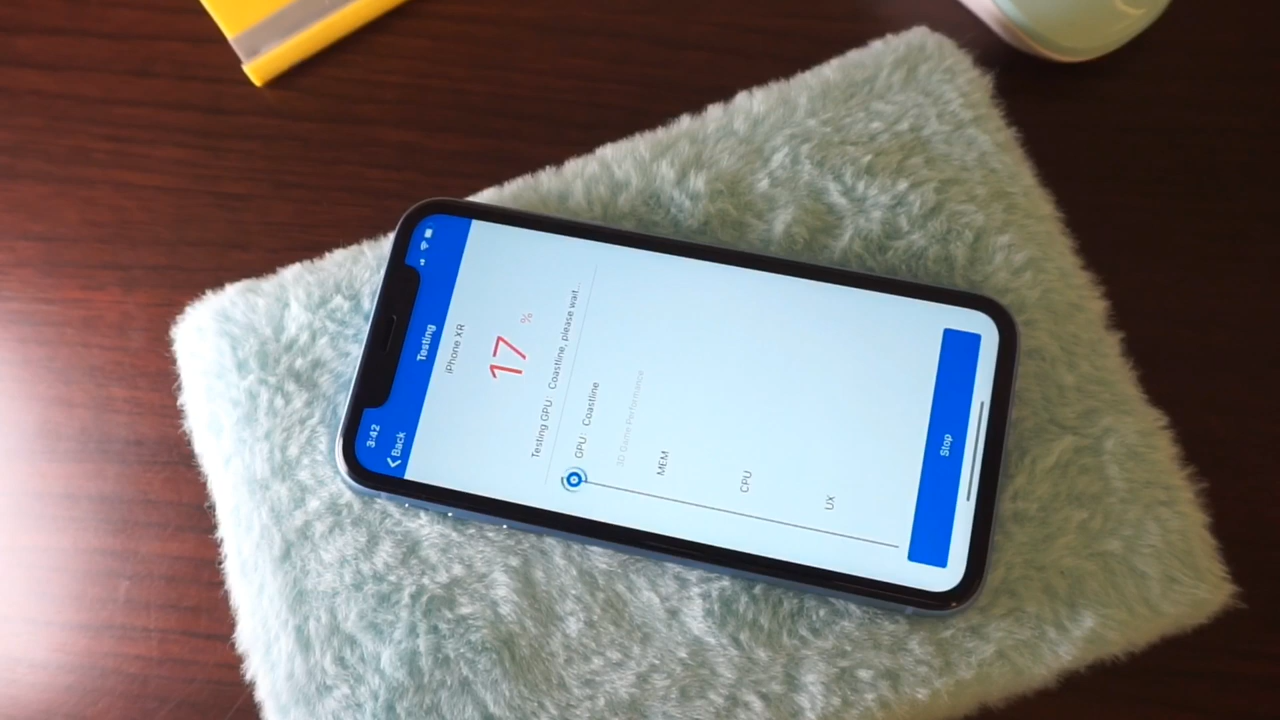 3:42
Back
Testing
iPhone XR
17 %
Testing GPU: Coastline, please wait...
GPU: Coastline
3D Game Performance
MEM
CPU
UX
Stop